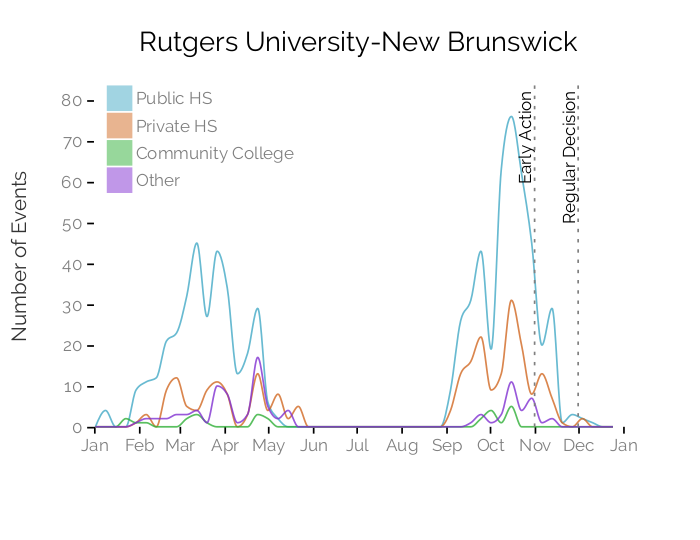 Rutgers University-New Brunswick
Number of Events
80
70
60
50
40
30
20
10
0
Public HS
Private HS
Community College
Other
Early Action
Regular Decision
Jan Feb Mar Apr May Jun Jul Aug Sep Oct Nov Dec Jan